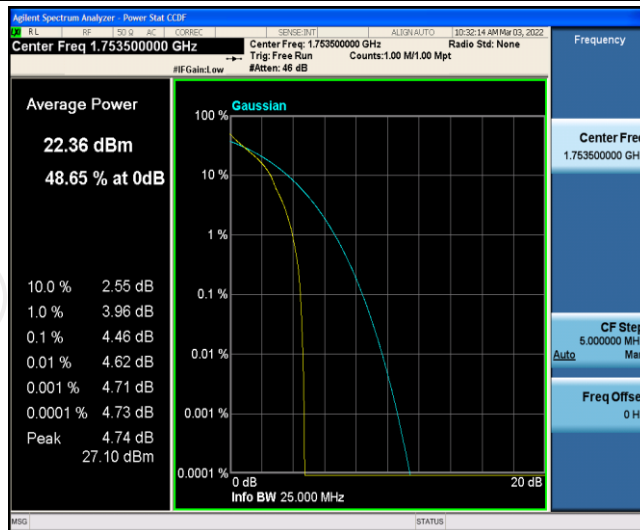 Agilent Spectrum Analyzer - Power Stat CCDF
RL RF 50 Ω AC CORREC SENSE:INT ALIGN AUTO 10:32:14 AM Mar 03, 2022
Center Freq 1.753500000 GHz
Center Freq: 1.753500000 GHz Radio Std: None
Trig: Free Run Counts:1.00 M/1.00 Mpt
#IFGain:Low #Atten: 46 dB
Frequency
Average Power
22.36 dBm
48.65 % at 0dB
10.0 % 2.55 dB
1.0 % 3.96 dB
0.1 % 4.46 dB
0.01 % 4.62 dB
0.001 % 4.71 dB
0.0001 % 4.73 dB
Peak 4.74 dB
27.10 dBm
Gaussian
100 %
10 %
1 %
0.1 %
0.01 %
0.001 %
0.0001 %
0 dB 20 dB
Info BW 25.000 MHz
Center Fre
1.753500000 GH
CF Step
5.000000 MH
Auto Ma
Freq Offse
0 H
MSG STATUS